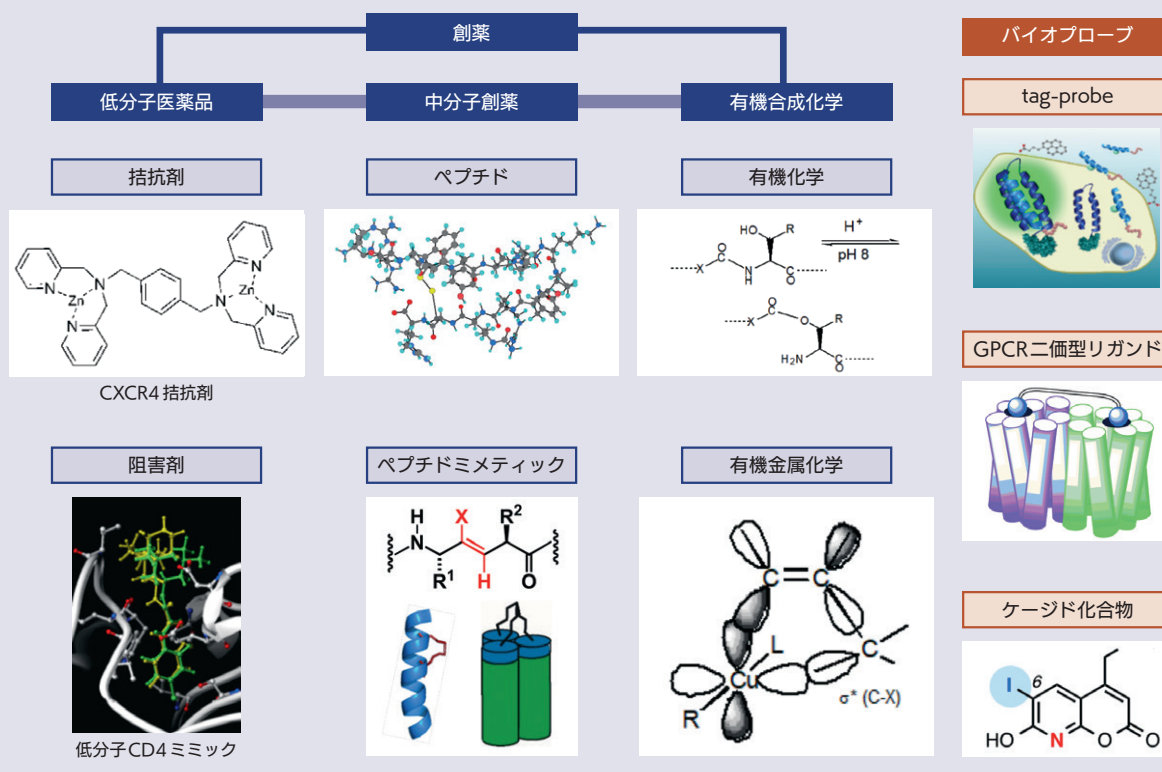 創薬
低分子医薬品
中分子創薬
有機合成化学
バイオプローブ
tag-probe
拮抗剤
ペプチド
有機化学
N
N
N
N
N
N
Zn
Zn
CXCR4 拮抗剤
HO
R
H⁺
pH 8
X
C
O
N
H
C
O
X
C
O
O
R
H₂N
C
O
GPCR二価型リガンド
阻害剤
ペプチドミメティック
有機金属化学
低分子CD4ミミック
H
N
X
R²
R¹
H
O
C
C
L
C
Cu
R
σ* (C-X)
ケージド化合物
I
6
HO
N
O
O